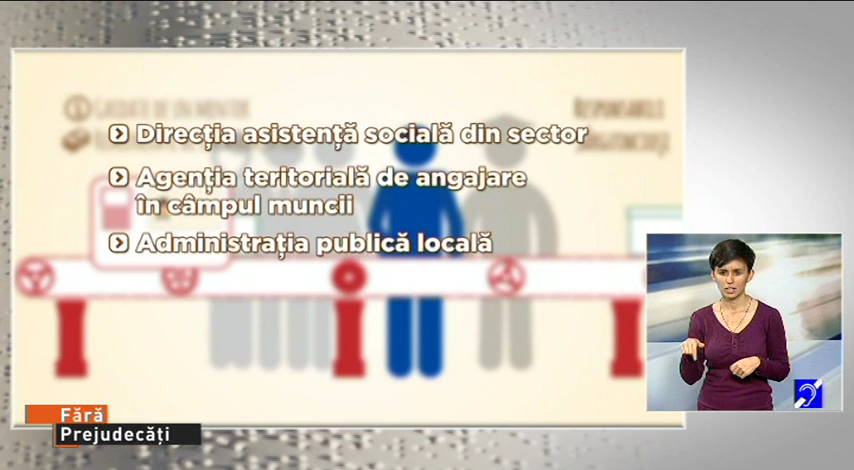 Direcția asistență socială din sector
Agenția teritorială de angajare
în câmpul muncii
Administrația publică locală
Fără
Prejudecăți